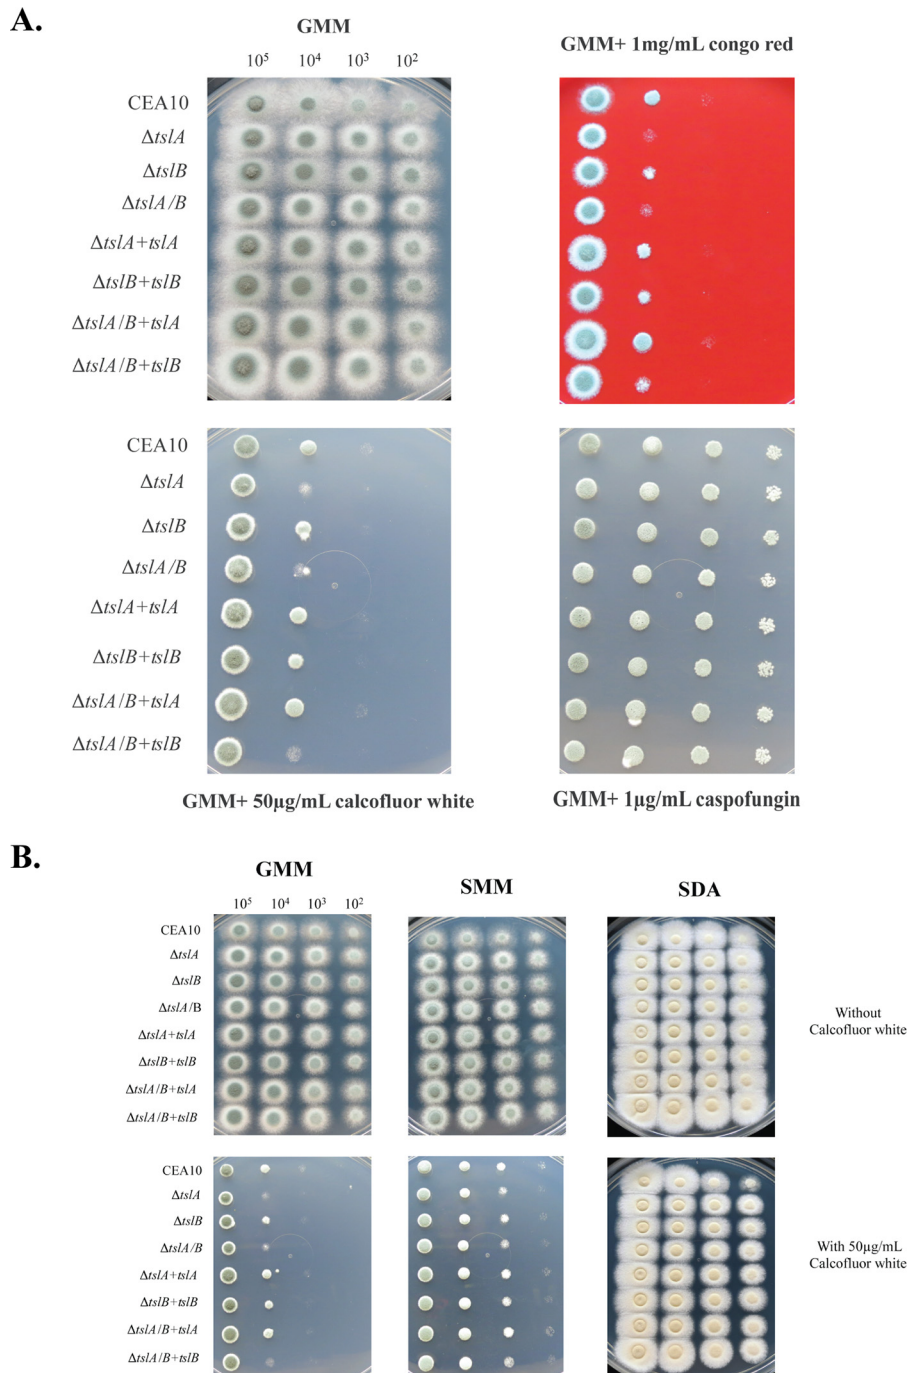 A.
GMM
GMM+ 1mg/mL congo red
10⁵ 10⁴ 10³ 10²
CEA10
ΔtslA
ΔtslB
ΔtslA/B
ΔtslA+tslA
ΔtslB+tslB
ΔtslA/B+tslA
ΔtslA/B+tslB
CEA10
ΔtslA
ΔtslB
ΔtslA/B
ΔtslA+tslA
ΔtslB+tslB
ΔtslA/B+tslA
ΔtslA/B+tslB
GMM+ 50µg/mL calcofluor white
GMM+ 1µg/mL caspofungin
B.
GMM
SMM
SDA
10⁵ 10⁴ 10³ 10²
CEA10
ΔtslA
ΔtslB
ΔtslA/B
ΔtslA+tslA
ΔtslB+tslB
ΔtslA/B+tslA
ΔtslA/B+tslB
Without
Calcofluor white
CEA10
ΔtslA
ΔtslB
ΔtslA/B
ΔtslA+tslA
ΔtslB+tslB
ΔtslA/B+tslA
ΔtslA/B+tslB
With 50µg/mL
Calcofluor white